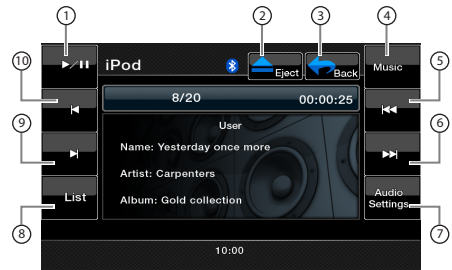 1 2 3 4
iPod Eject Back Music
10 8/20 00:00:25 5
User
Name: Yesterday once more
9 6
Artist: Carpenters
List Album: Gold collection Audio Settings
8 7
10:00